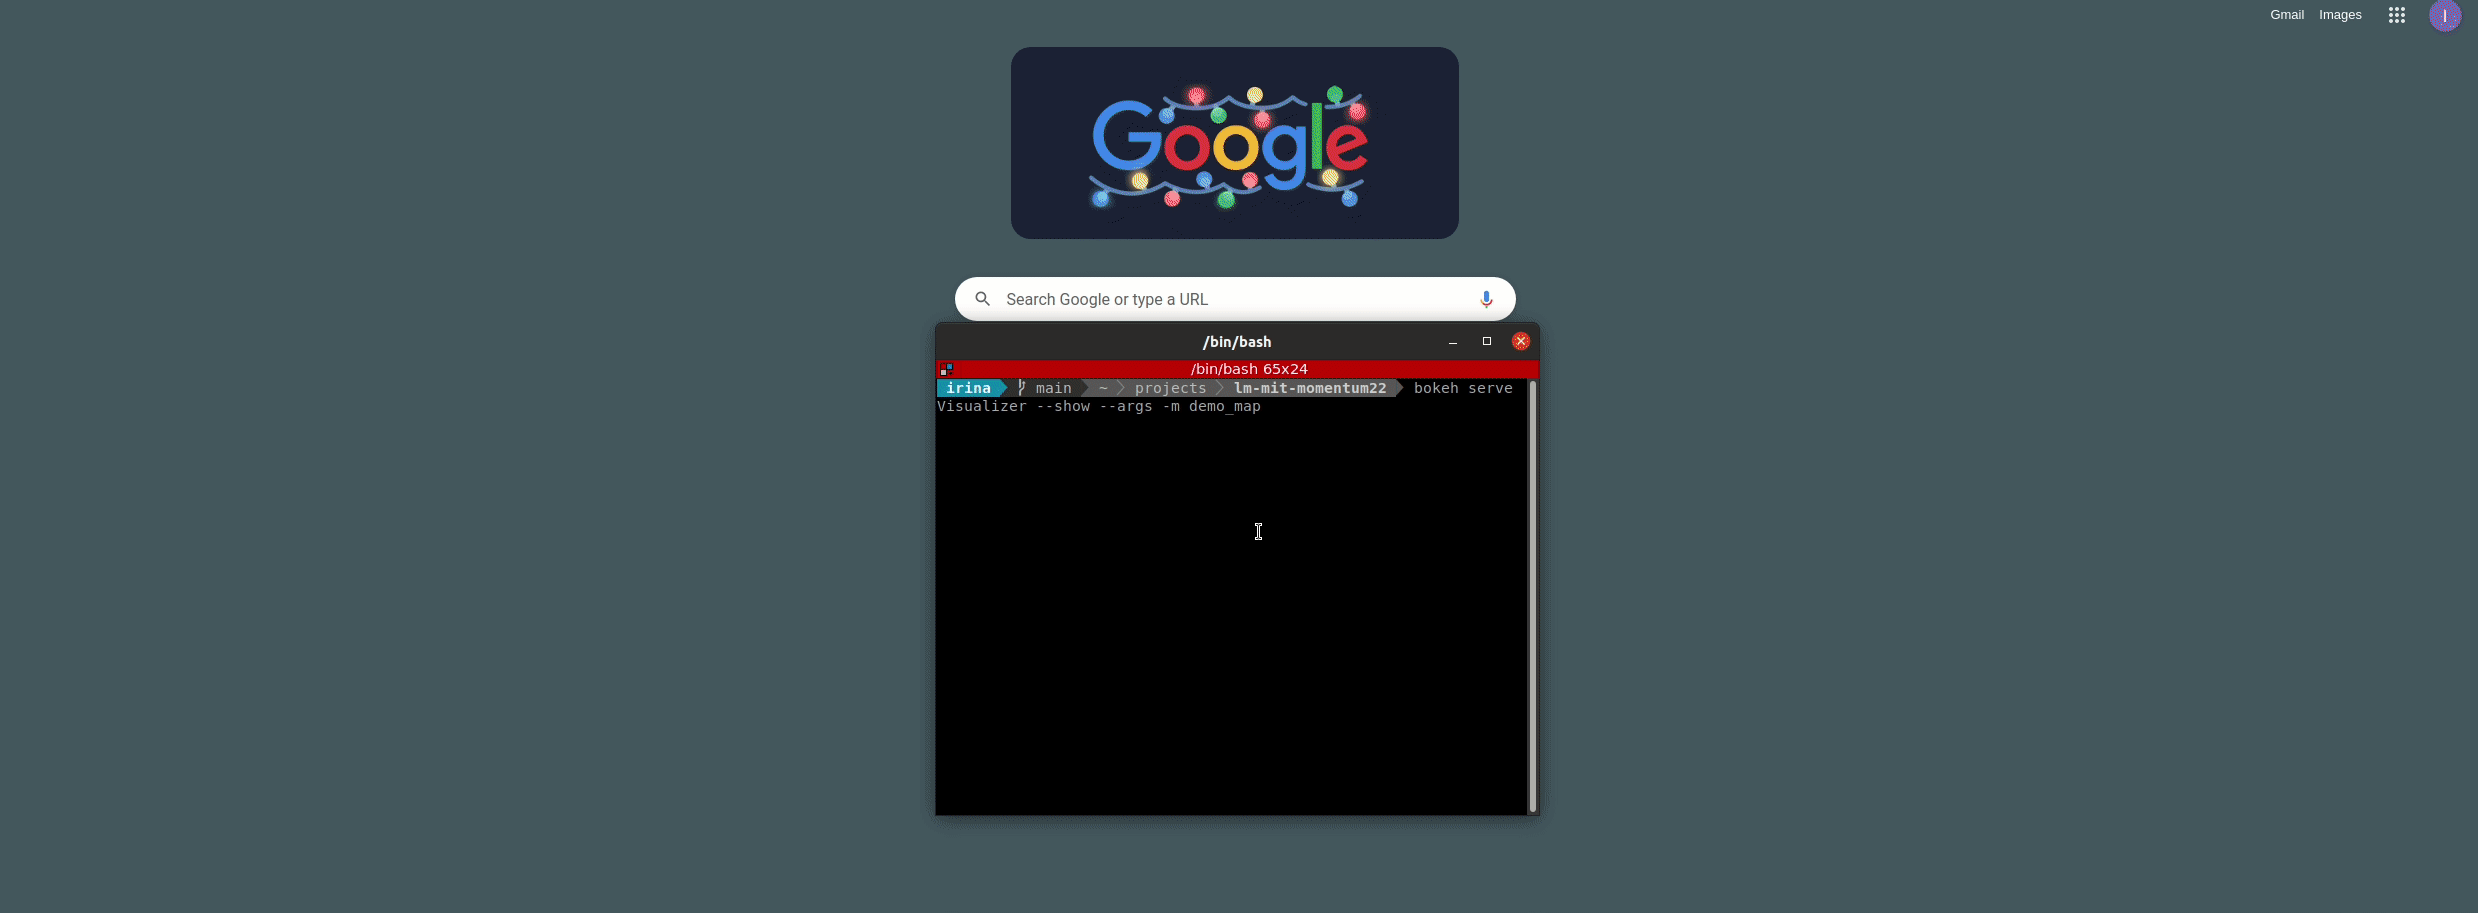 Gmail Images
I
Google
Search Google or type a URL
/bin/bash
/bin/bash 65x24
irina main ~ projects lm-mit-momentum22 bokeh serve
Visualizer --show --args -m demo_map